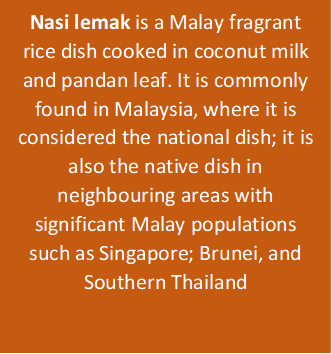 Nasi lemak is a Malay fragrant
rice dish cooked in coconut milk
and pandan leaf. It is commonly
found in Malaysia, where it is
considered the national dish; it is
also the native dish in
neighbouring areas with
significant Malay populations
such as Singapore; Brunei, and
Southern Thailand